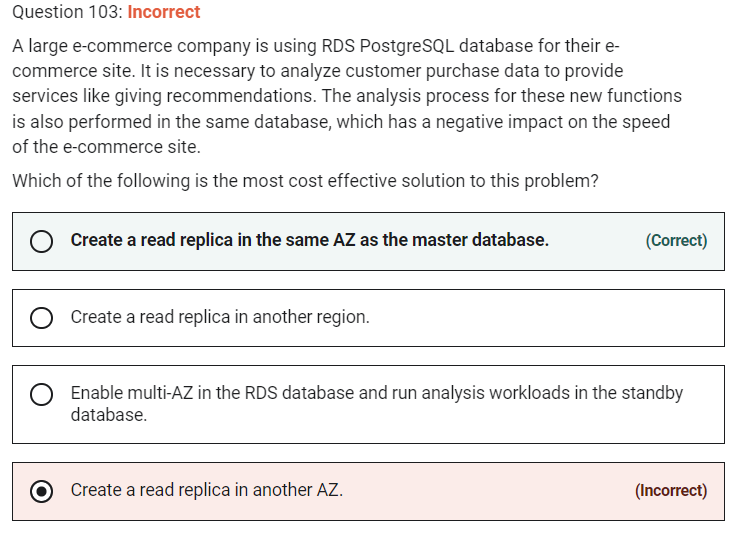 Question 103: Incorrect
A large e-commerce company is using RDS PostgreSQL database for their e-
commerce site. It is necessary to analyze customer purchase data to provide
services like giving recommendations. The analysis process for these new functions
is also performed in the same database, which has a negative impact on the speed
of the e-commerce site.
Which of the following is the most cost effective solution to this problem?
Create a read replica in the same AZ as the master database. (Correct)
Create a read replica in another region.
Enable multi-AZ in the RDS database and run analysis workloads in the standby
database.
Create a read replica in another AZ. (Incorrect)